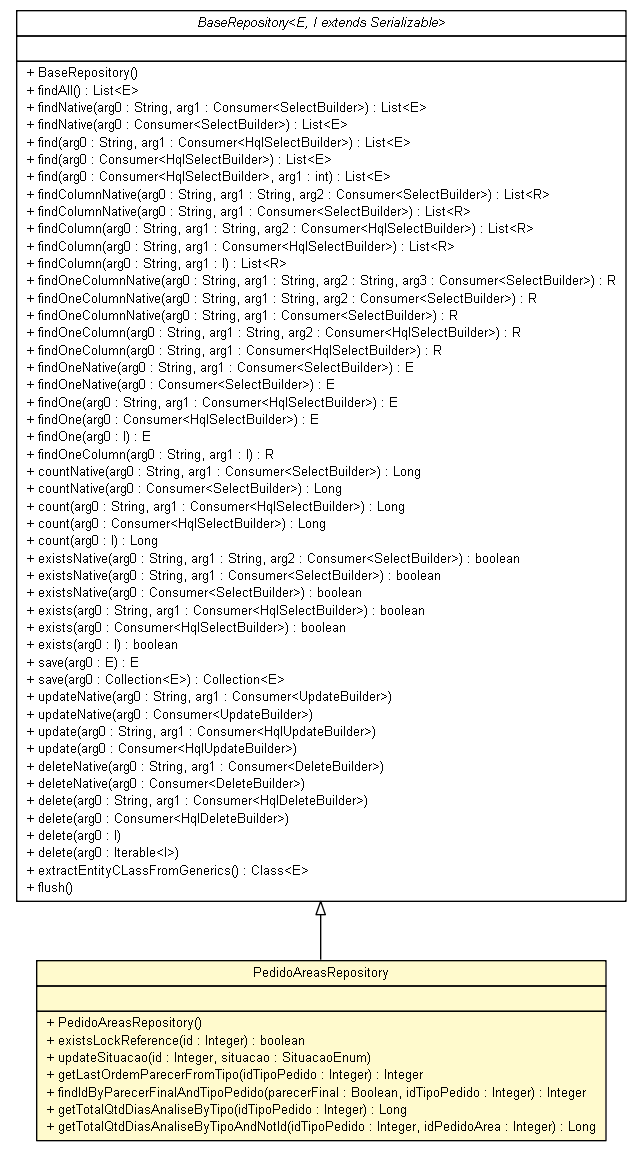 BaseRepository<E, I extends Serializable>
+ BaseRepository()
+ findAll() : List<E>
+ findNative(arg0 : String, arg1 : Consumer<SelectBuilder>) : List<E>
+ findNative(arg0 : Consumer<SelectBuilder>) : List<E>
+ find(arg0 : String, arg1 : Consumer<HqlSelectBuilder>) : List<E>
+ find(arg0 : Consumer<HqlSelectBuilder>) : List<E>
+ find(arg0 : Consumer<HqlSelectBuilder>, arg1 : int) : List<E>
+ findColumnNative(arg0 : String, arg1 : String, arg2 : Consumer<SelectBuilder>) : List<R>
+ findColumnNative(arg0 : String, arg1 : Consumer<SelectBuilder>) : List<R>
+ findColumn(arg0 : String, arg1 : String, arg2 : Consumer<HqlSelectBuilder>) : List<R>
+ findColumn(arg0 : String, arg1 : Consumer<HqlSelectBuilder>) : List<R>
+ findColumn(arg0 : String, arg1 : I) : List<R>
+ findOneColumnNative(arg0 : String, arg1 : String, arg2 : String, arg3 : Consumer<SelectBuilder>) : R
+ findOneColumnNative(arg0 : String, arg1 : String, arg2 : Consumer<SelectBuilder>) : R
+ findOneColumnNative(arg0 : String, arg1 : Consumer<SelectBuilder>) : R
+ findOneColumn(arg0 : String, arg1 : String, arg2 : Consumer<HqlSelectBuilder>) : R
+ findOneColumn(arg0 : String, arg1 : Consumer<HqlSelectBuilder>) : R
+ findOneNative(arg0 : String, arg1 : Consumer<SelectBuilder>) : E
+ findOneNative(arg0 : Consumer<SelectBuilder>) : E
+ findOne(arg0 : String, arg1 : Consumer<HqlSelectBuilder>) : E
+ findOne(arg0 : Consumer<HqlSelectBuilder>) : E
+ findOne(arg0 : I) : E
+ findOneColumn(arg0 : String, arg1 : I) : R
+ countNative(arg0 : String, arg1 : Consumer<SelectBuilder>) : Long
+ countNative(arg0 : Consumer<SelectBuilder>) : Long
+ count(arg0 : String, arg1 : Consumer<HqlSelectBuilder>) : Long
+ count(arg0 : Consumer<HqlSelectBuilder>) : Long
+ count(arg0 : I) : Long
+ existsNative(arg0 : String, arg1 : String, arg2 : Consumer<SelectBuilder>) : boolean
+ existsNative(arg0 : String, arg1 : Consumer<SelectBuilder>) : boolean
+ existsNative(arg0 : Consumer<SelectBuilder>) : boolean
+ exists(arg0 : String, arg1 : Consumer<HqlSelectBuilder>) : boolean
+ exists(arg0 : Consumer<HqlSelectBuilder>) : boolean
+ exists(arg0 : I) : boolean
+ save(arg0 : E) : E
+ save(arg0 : Collection<E>) : Collection<E>
+ updateNative(arg0 : String, arg1 : Consumer<UpdateBuilder>)
+ updateNative(arg0 : Consumer<UpdateBuilder>)
+ update(arg0 : String, arg1 : Consumer<HqlUpdateBuilder>)
+ update(arg0 : Consumer<HqlUpdateBuilder>)
+ deleteNative(arg0 : String, arg1 : Consumer<DeleteBuilder>)
+ deleteNative(arg0 : Consumer<DeleteBuilder>)
+ delete(arg0 : String, arg1 : Consumer<HqlDeleteBuilder>)
+ delete(arg0 : Consumer<HqlDeleteBuilder>)
+ delete(arg0 : I)
+ delete(arg0 : Iterable<I>)
+ extractEntityCLassFromGenerics() : Class<E>
+ flush()
PedidoAreasRepository
+ PedidoAreasRepository()
+ existsLockReference(id : Integer) : boolean
+ updateSituacao(id : Integer, situacao : SituacaoEnum)
+ getLastOrdemParecerFromTipo(idTipoPedido : Integer) : Integer
+ findIdByParecerFinalAndTipoPedido(parecerFinal : Boolean, idTipoPedido : Integer) : Integer
+ getTotalQtdDiasAnaliseByTipo(idTipoPedido : Integer) : Long
+ getTotalQtdDiasAnaliseByTipoAndNotId(idTipoPedido : Integer, idPedidoArea : Integer) : Long